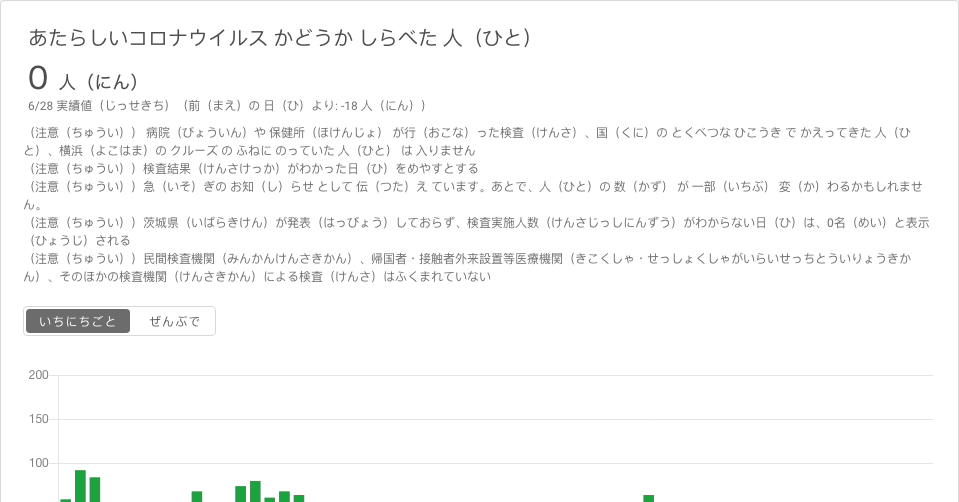 あたらしいコロナウイルス かどうか しらべた 人（ひと）
0 人（にん）
6/28 実績値（じっせきち）（前（まえ）の 日（ひ）より: -18 人（にん））
（注意（ちゅうい）） 病院（びょういん）や 保健所（ほけんじょ） が行（おこな）った検査（けんさ）、国（くに）の とくべつな ひこうき で かえってきた 人（ひ
と）、横浜（よこはま）の クルーズ の ふねに のっていた 人（ひと） は 入りません
（注意（ちゅうい））検査結果（けんさけっか）がわかった日（ひ）をめやすとする
（注意（ちゅうい））急（いそ）ぎの お知（し）らせ として 伝（つた）え ています。あとで、人（ひと）の 数（かず） が 一部（いちぶ） 変（か）わるかもしれませ
ん。
（注意（ちゅうい））茨城県（いばらきけん）が発表（はっぴょう）しておらず、検査実施人数（けんさじっしにんずう）がわからない日（ひ）は、0名（めい）と表示
（ひょうじ）される
（注意（ちゅうい））民間検査機関（みんかんけんさきかん）、帰国者・接触者外来設置等医療機関（きこくしゃ・せっしょくしゃがいらいせっちとういりょうきか
ん）、そのほかの検査機関（けんさきかん）による検査（けんさ）はふくまれていない
いちにちごと ぜんぶで
200
150
100